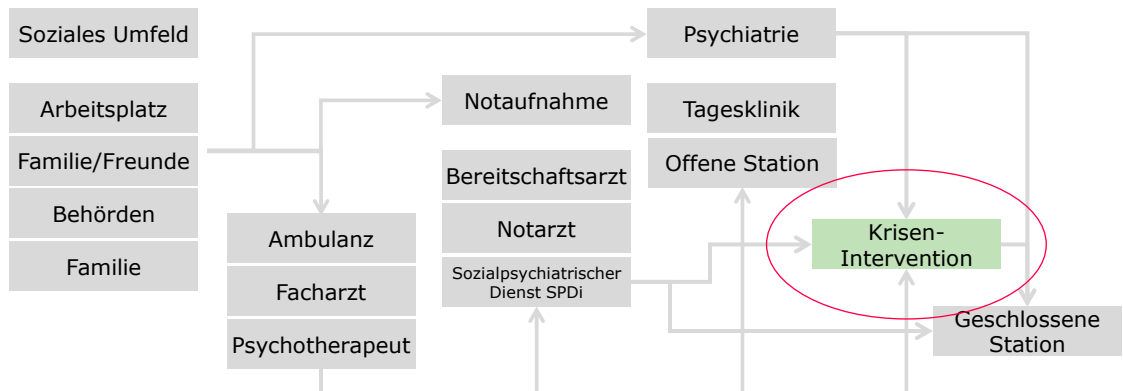 Soziales Umfeld
Arbeitsplatz
Familie/Freunde
Behörden
Familie
Ambulanz
Facharzt
Psychotherapeut
Notaufnahme
Bereitschaftsarzt
Notarzt
Sozialpsychiatrischer
Dienst SPDi
Psychiatrie
Tagesklinik
Offene Station
Krisen-
Intervention
Geschlossene
Station